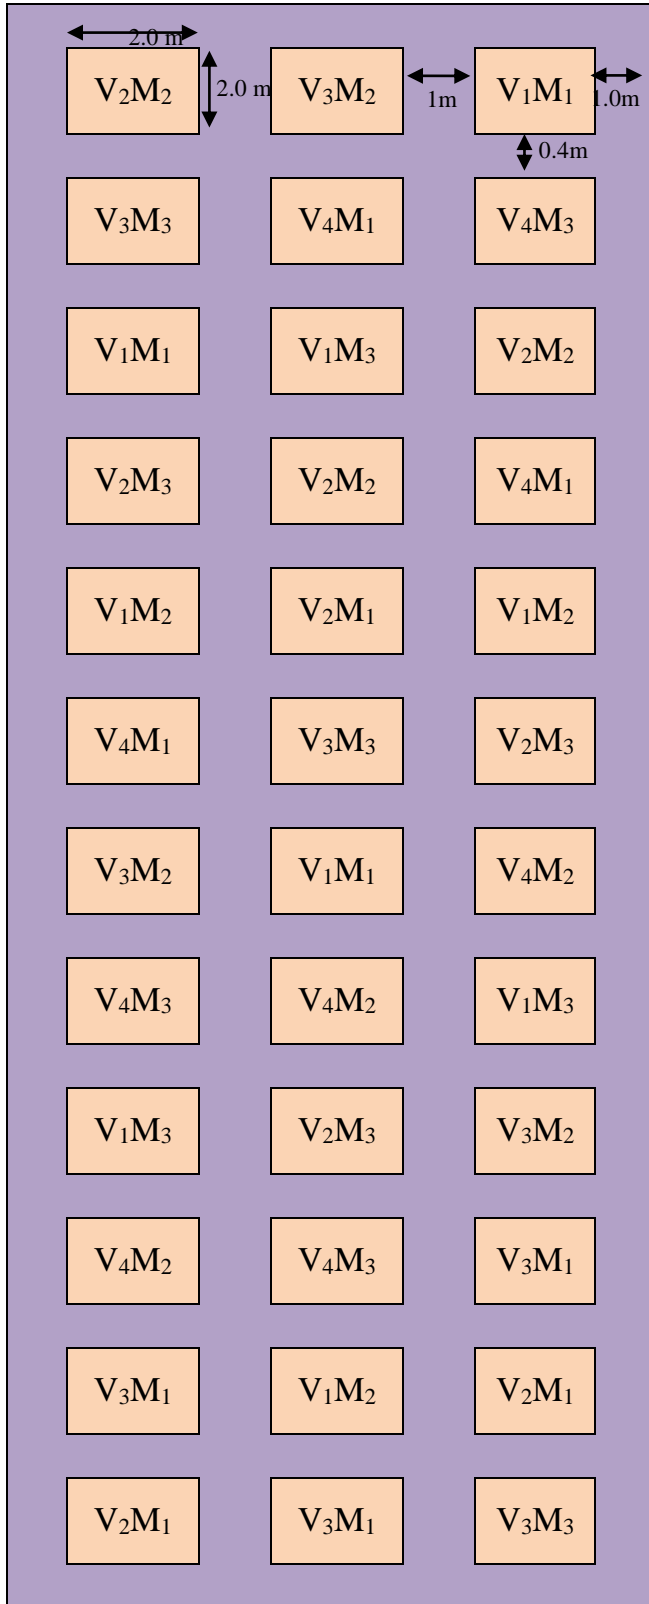 2.0 m
V₂M₂ 2.0 m V₃M₂ 1m V₁M₁ 1.0m
0.4m
V₃M₃ V₄M₁ V₄M₃
V₁M₁ V₁M₃ V₂M₂
V₂M₃ V₂M₂ V₄M₁
V₁M₂ V₂M₁ V₁M₂
V₄M₁ V₃M₃ V₂M₃
V₃M₂ V₁M₁ V₄M₂
V₄M₃ V₄M₂ V₁M₃
V₁M₃ V₂M₃ V₃M₂
V₄M₂ V₄M₃ V₃M₁
V₃M₁ V₁M₂ V₂M₁
V₂M₁ V₃M₁ V₃M₃